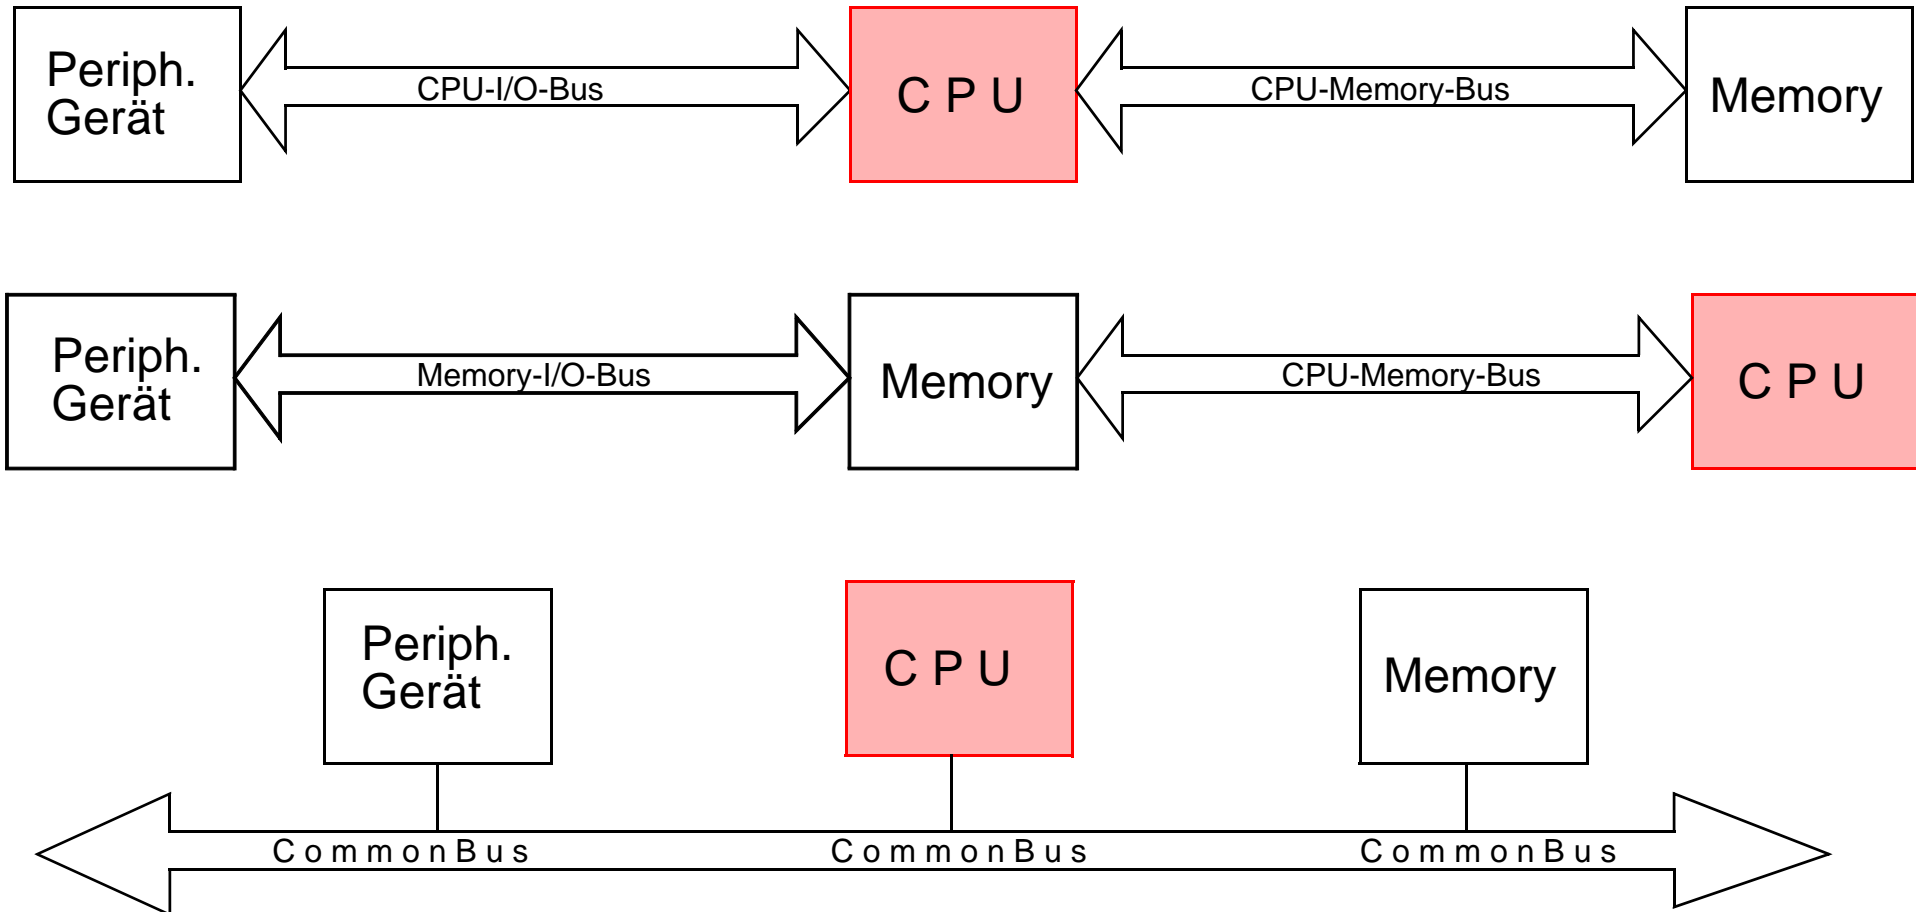 Periph.
Gerät
CPU-I/O-Bus
C P U
CPU-Memory-Bus
Memory
Periph.
Gerät
Memory-I/O-Bus
Memory
CPU-Memory-Bus
C P U
Periph.
Gerät
C P U
Memory
C o m m o n B u s
C o m m o n B u s
C o m m o n B u s